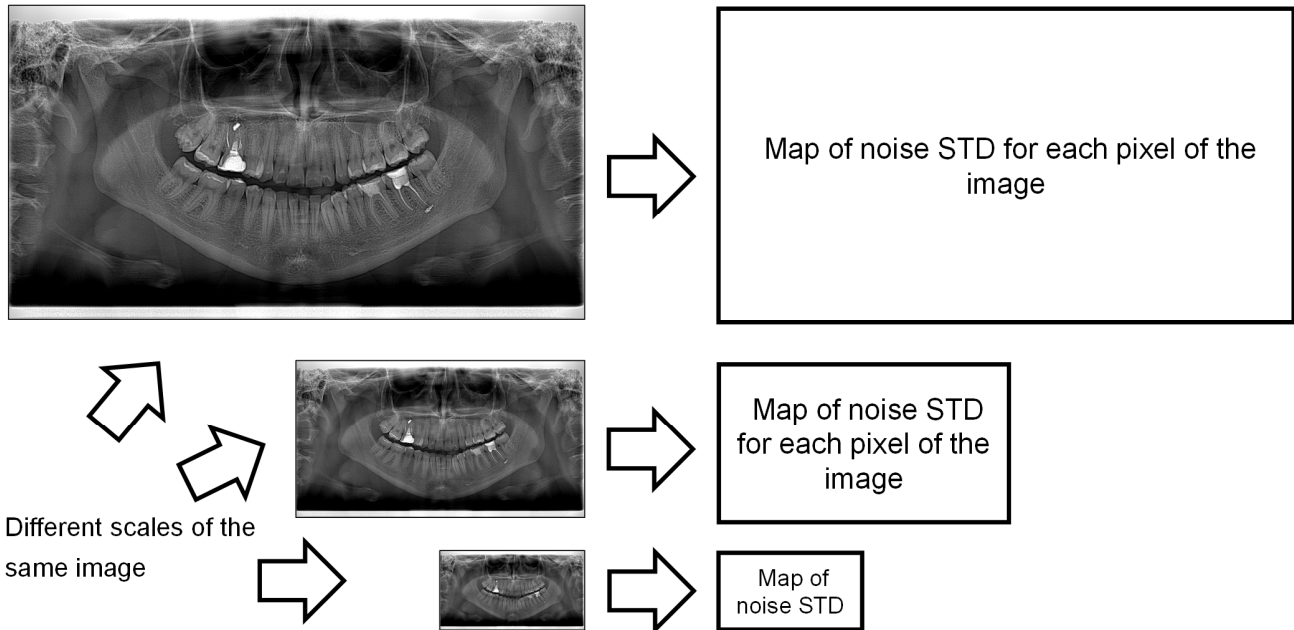 Map of noise STD for each pixel of the
image
Map of noise STD
for each pixel of the
image
Different scales of the
same image
Map of
noise STD